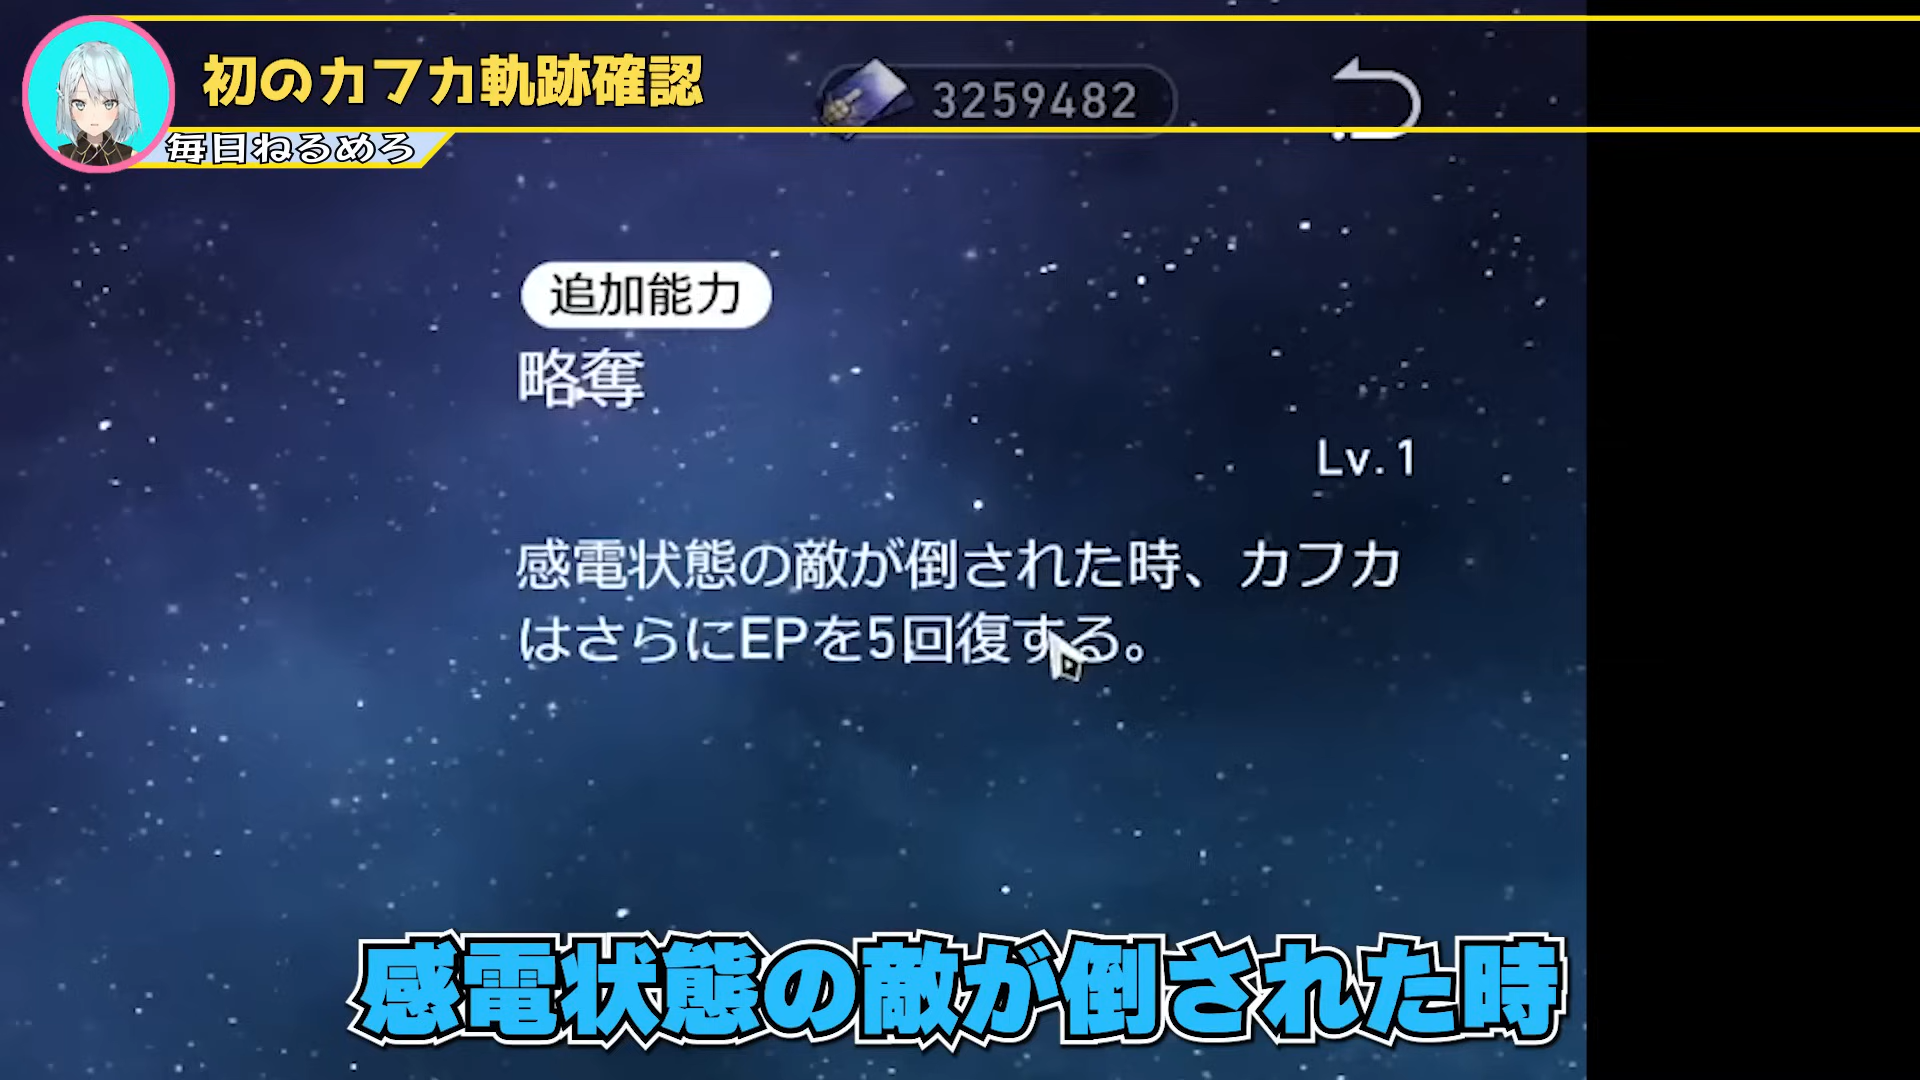 初のカフカ軌跡確認
毎日ねるめろ
3259482
追加能力
略奪
Lv.1
感電状態の敵が倒された時、カフカ
はさらにEPを5回復する。
感電状態の敵が倒された時